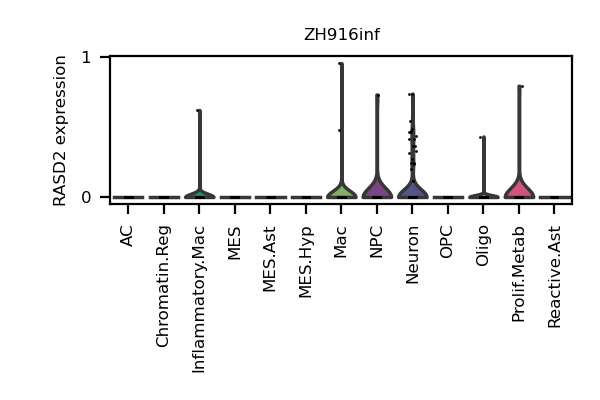 ZH916inf
RASD2 expression
1
0
AC
Chromatin.Reg
Inflammatory.Mac
MES
MES.Ast
MES.Hyp
Mac
NPC
Neuron
OPC
Oligo
Prolif.Metab
Reactive.Ast